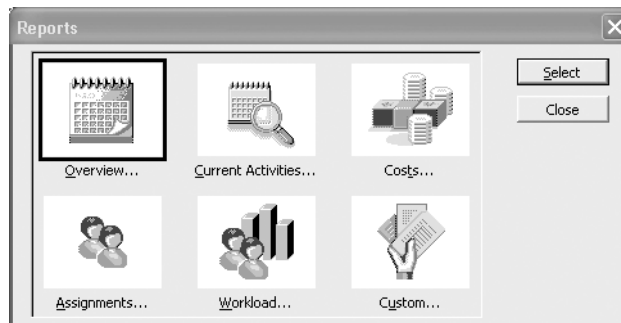 Reports
Select
Close
Overview...
Current Activities...
Costs...
Assignments...
Workload...
Custom...